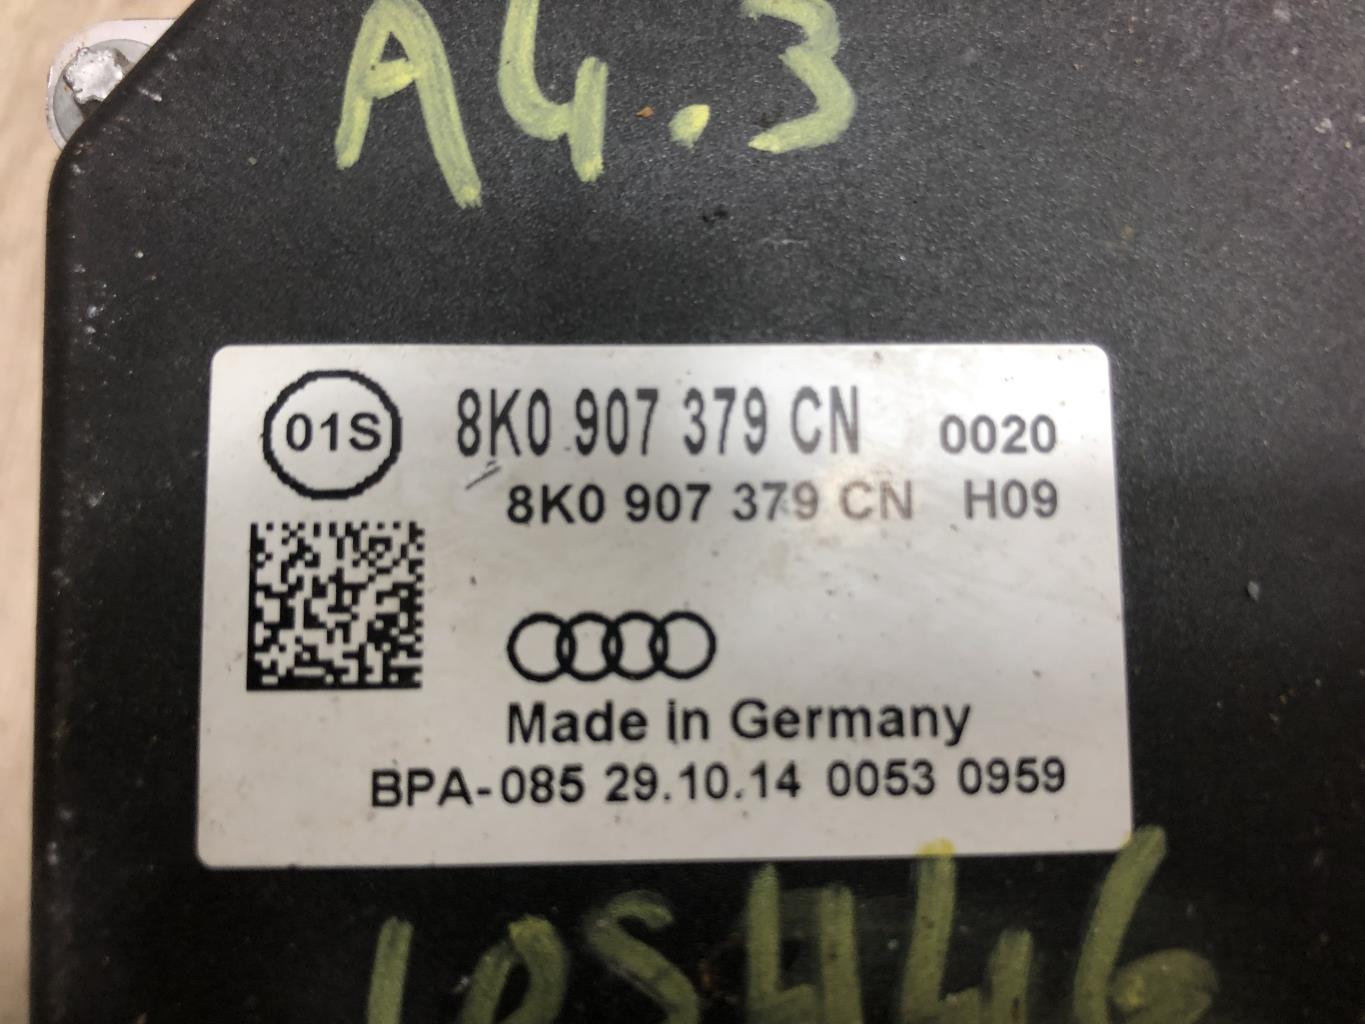 A4.3
01S 8K0 907 379 CN 0020
8K0 907 379 CN H09
Made in Germany
BPA-085 29.10.14 0053 0959
105446